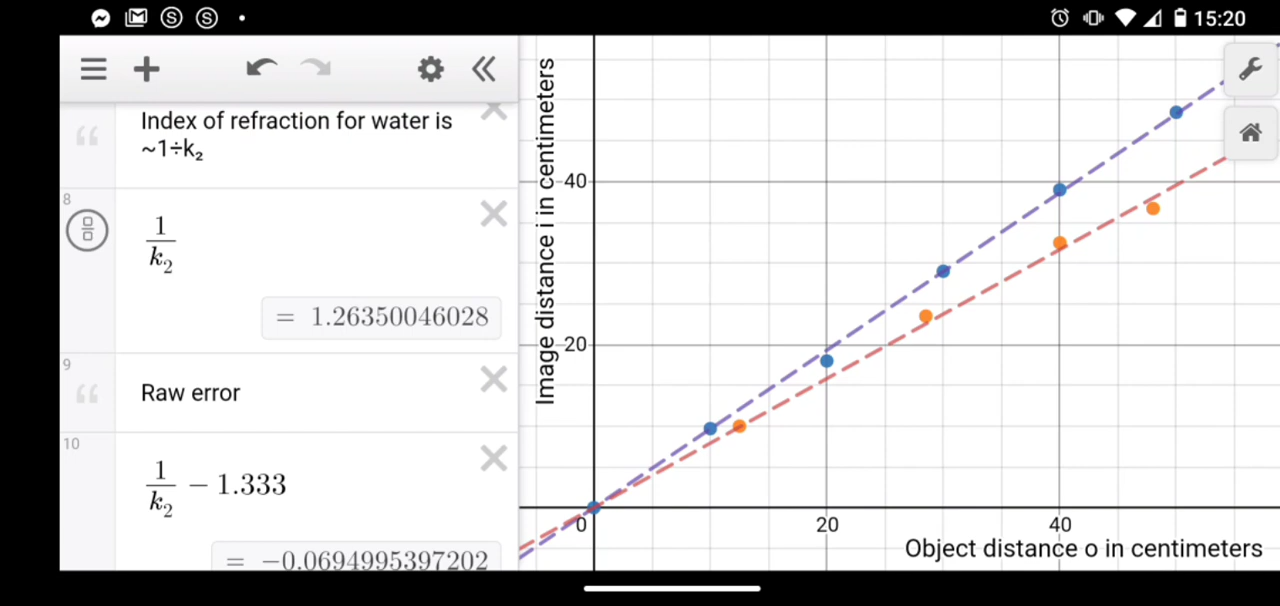 15:20
Index of refraction for water is
~1÷k₂
8
1
k₂
= 1.26350046028
9
Raw error
10
1
k₂
− 1.333
= −0.0694995397202
Image distance i in centimeters
40
20
0
20
40
Object distance o in centimeters